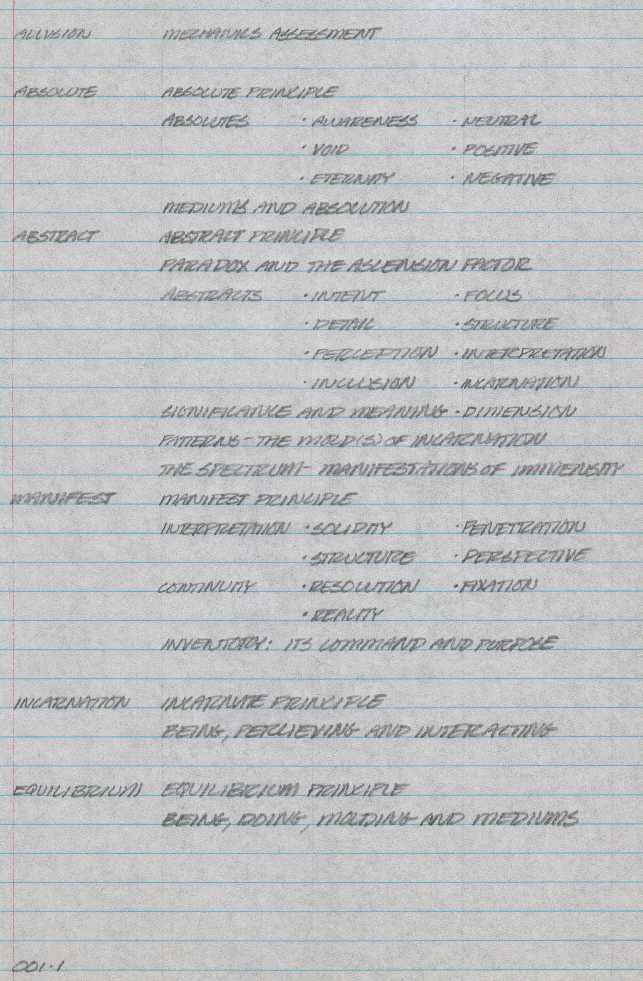 ALLUSION MECHANICS ASSESSMENT
ABSOLUTE ABSOLUTE PRINCIPLE
ABSOLUTES • AWARENESS • NEUTRAL
• VOID • POSITIVE
• ETERNITY • NEGATIVE
MEDIUMS AND ABSOLUTION
ABSTRACT ABSTRACT PRINCIPLE
PARADOX AND THE ASCENSION FACTOR
ABSTRACTS • INTENT • FOCUS
• DETAIL • STRUCTURE
• PERCEPTION • INTERPRETATION
• INCLUSION • INCARNATION
SIGNIFICANCE AND MEANING • DIMENSION
PATTERNS - THE MOLD(S) OF INCARNATION
THE SPECTRUM - MANIFESTATIONS OF IMMENSITY
MANIFEST MANIFEST PRINCIPLE
INTERPRETATION • SOLIDITY • PENETRATION
• STRUCTURE • PERSPECTIVE
CONTINUITY • RESOLUTION • FIXATION
• REALITY
INVENTORY: ITS COMMAND AND PURPOSE
INCARNATION INCARNATE PRINCIPLE
BEING, PERCIEVING AND INTERACTING
EQUILIBRIUM EQUILIBRIUM PRINCIPLE
BEING, DOING, MOLDING AND MEDIUMS
001.1